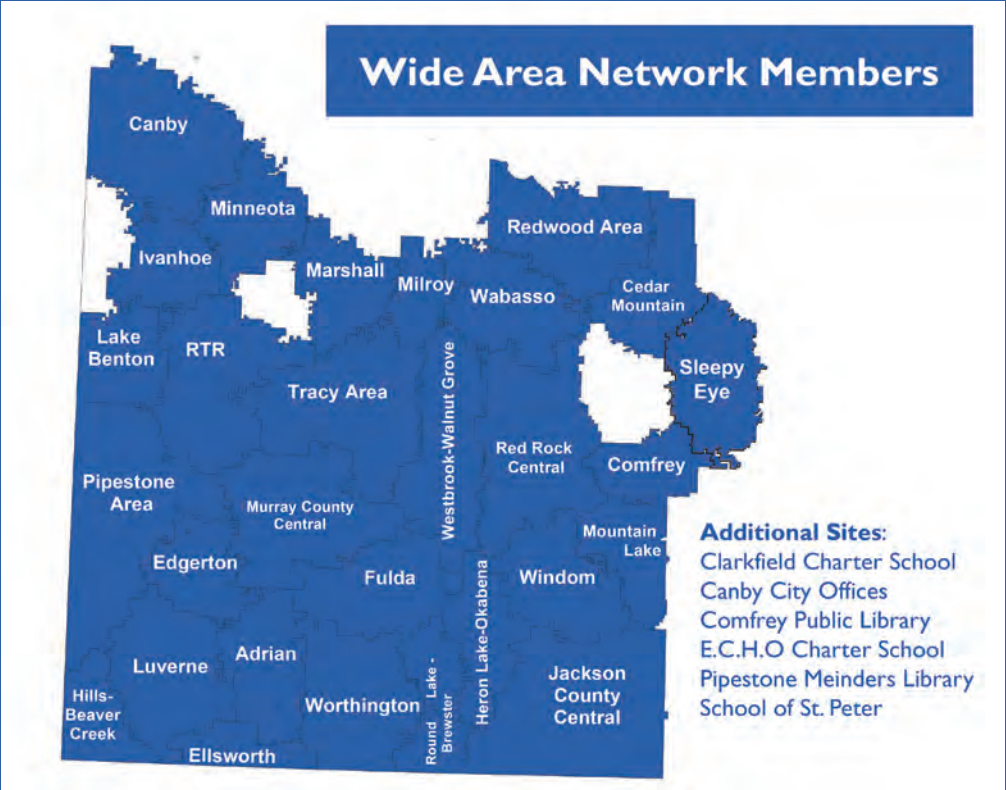 Wide Area Network Members
Canby
Minneota
Redwood Area
Ivanhoe
Marshall
Milroy
Wabasso
Cedar
Mountain
Lake
Benton
RTR
Sleepy
Eye
Tracy Area
Westbrook-Walnut Grove
Red Rock
Central
Comfrey
Pipestone
Area
Murray County
Central
Mountain
Lake
Edgerton
Fulda
Windom
Heron Lake-Okabena
Luverne
Adrian
Hills-
Beaver
Creek
Worthington
Round Lake -
Brewster
Jackson
County
Central
Ellsworth
Additional Sites:
Clarkfield Charter School
Canby City Offices
Comfrey Public Library
E.C.H.O Charter School
Pipestone Meinders Library
School of St. Peter